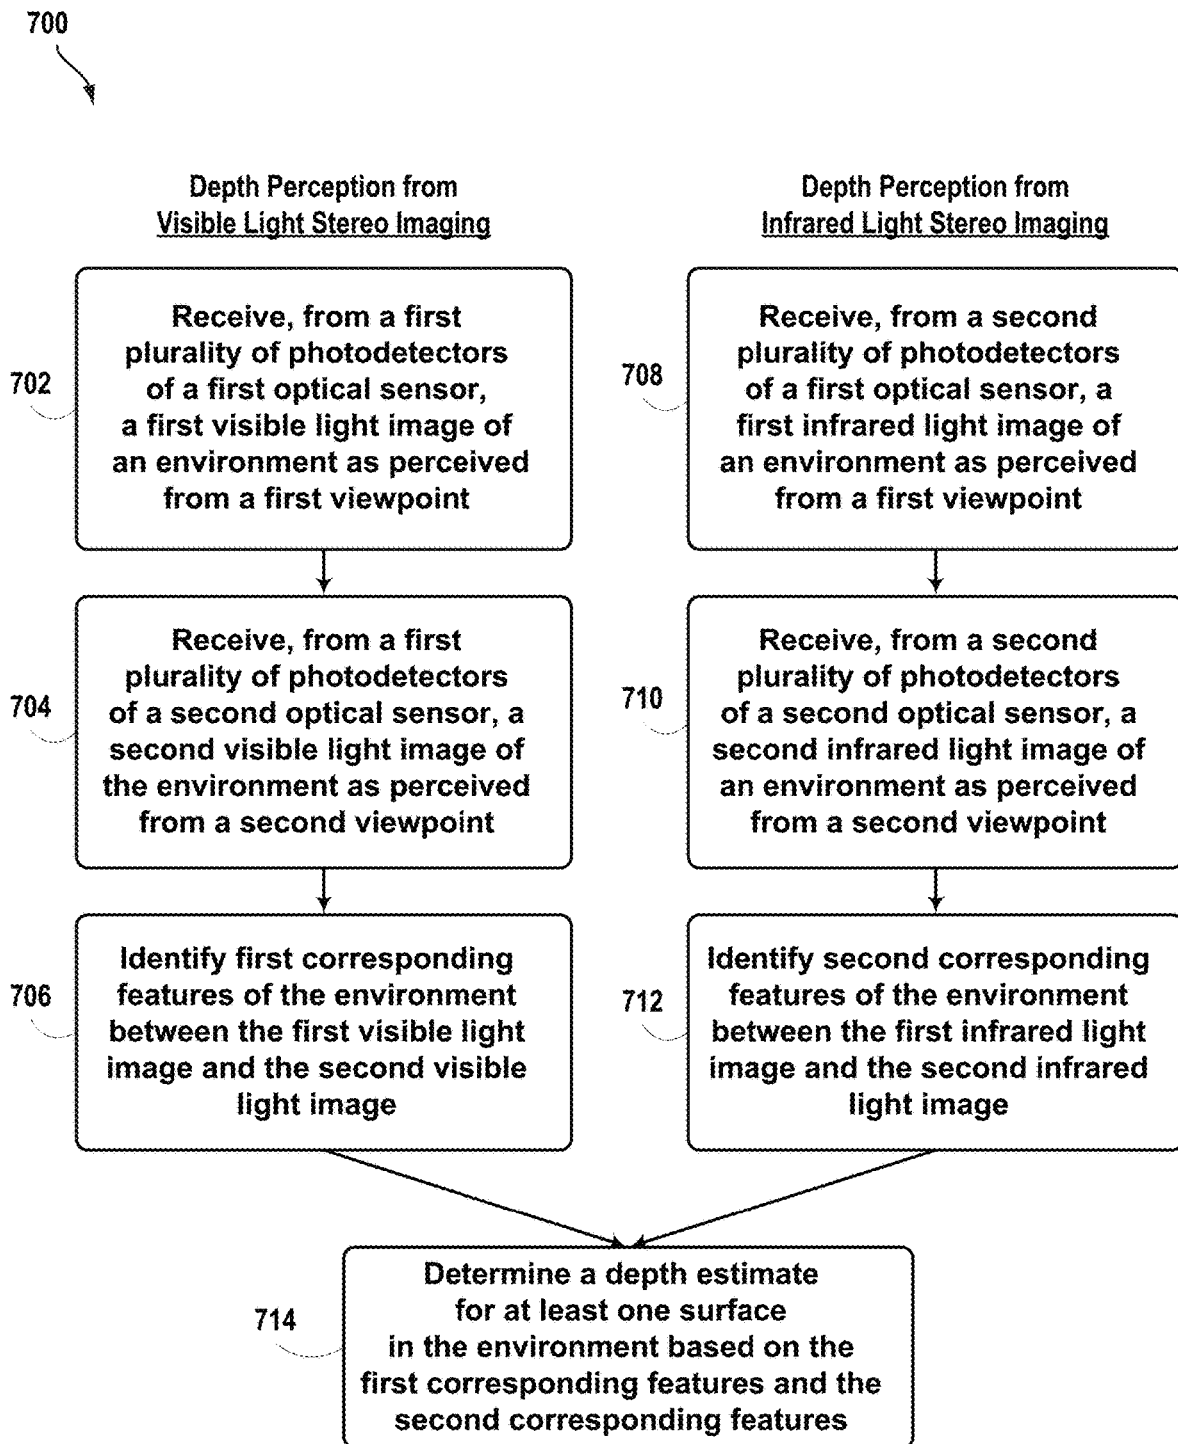 700
Depth Perception from
Visible Light Stereo Imaging
702
Receive, from a first
plurality of photodetectors
of a first optical sensor,
a first visible light image of
an environment as perceived
from a first viewpoint
704
Receive, from a first
plurality of photodetectors
of a second optical sensor, a
second visible light image of
the environment as perceived
from a second viewpoint
706
Identify first corresponding
features of the environment
between the first visible light
image and the second visible
light image
Depth Perception from
Infrared Light Stereo Imaging
708
Receive, from a second
plurality of photodetectors
of a first optical sensor, a
first infrared light image of
an environment as perceived
from a first viewpoint
710
Receive, from a second
plurality of photodetectors
of a second optical sensor, a
second infrared light image of
an environment as perceived
from a second viewpoint
712
Identify second corresponding
features of the environment
between the first infrared light
image and the second infrared
light image
714
Determine a depth estimate
for at least one surface
in the environment based on the
first corresponding features and the
second corresponding features